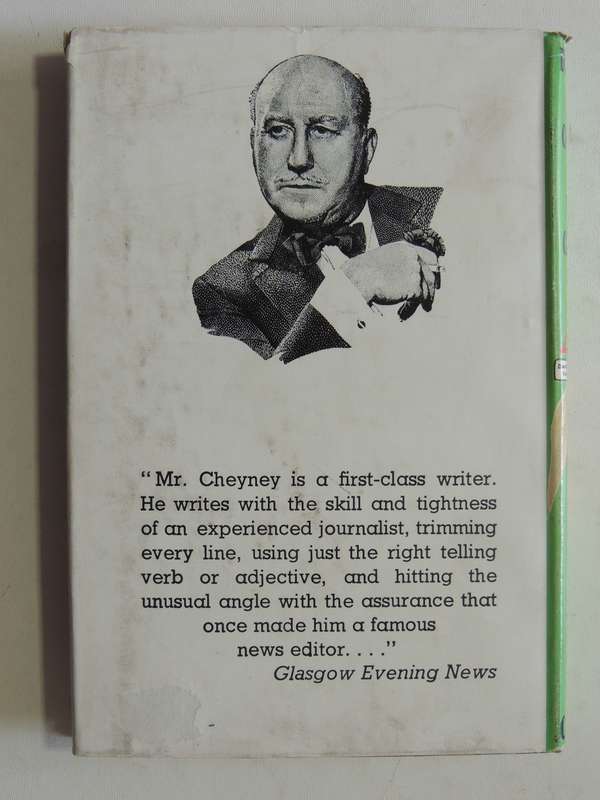 “Mr. Cheyney is a first-class writer.
He writes with the skill and tightness
of an experienced journalist, trimming
every line, using just the right telling
verb or adjective, and hitting the
unusual angle with the assurance that
once made him a famous
news editor. . . .”
Glasgow Evening News